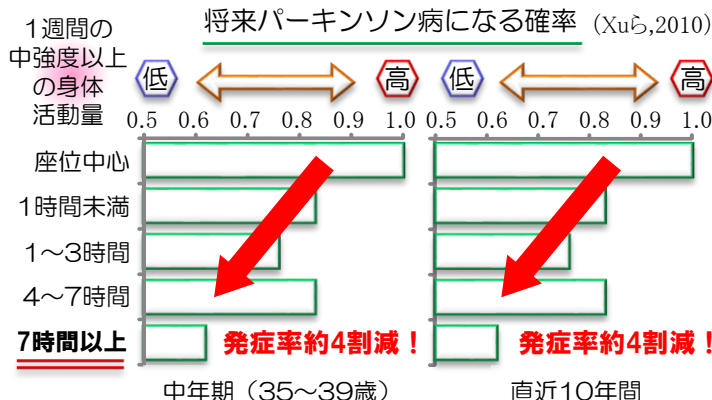 将来パーキンソン病になる確率 (Xuら,2010)
1週間の
中強度以上
の身体
活動量
低 高 低 高
0.5 0.6 0.7 0.8 0.9 1.0 0.5 0.6 0.7 0.8 0.9 1.0
座位中心
1時間未満
1～3時間
4～7時間
7時間以上 発症率約4割減！ 発症率約4割減！
中年期（35～39歳） 直近10年間